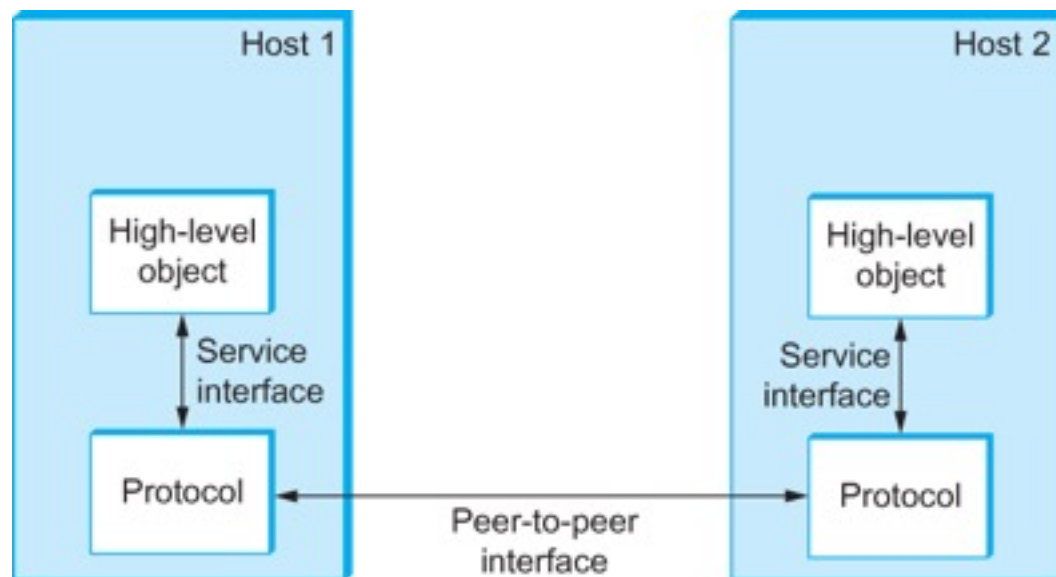 Host 1
Host 2
High-level
object
High-level
object
Service
interface
Service
interface
Protocol
Protocol
Peer-to-peer
interface